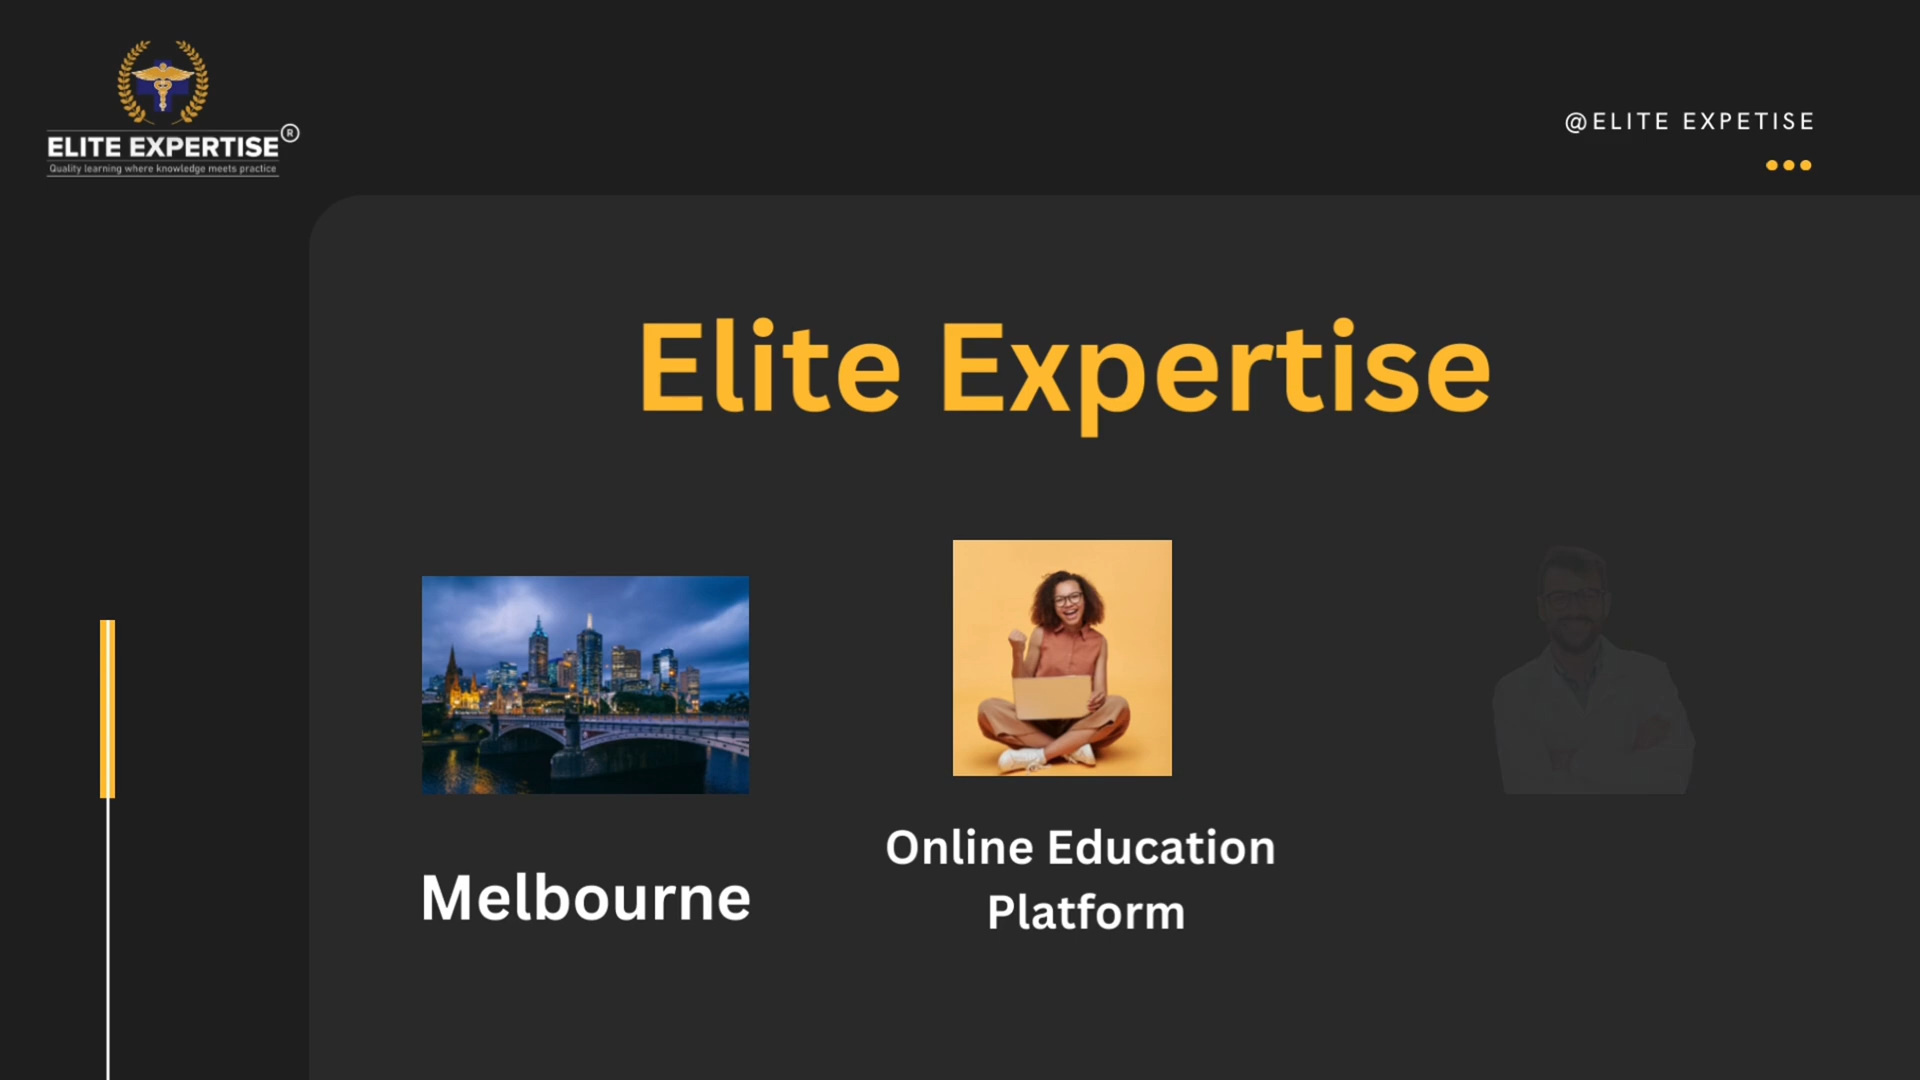 ELITE EXPERTISE®
Quality learning where knowledge meets practice
@ELITE EXPETISE
Elite Expertise
Melbourne
Online Education
Platform